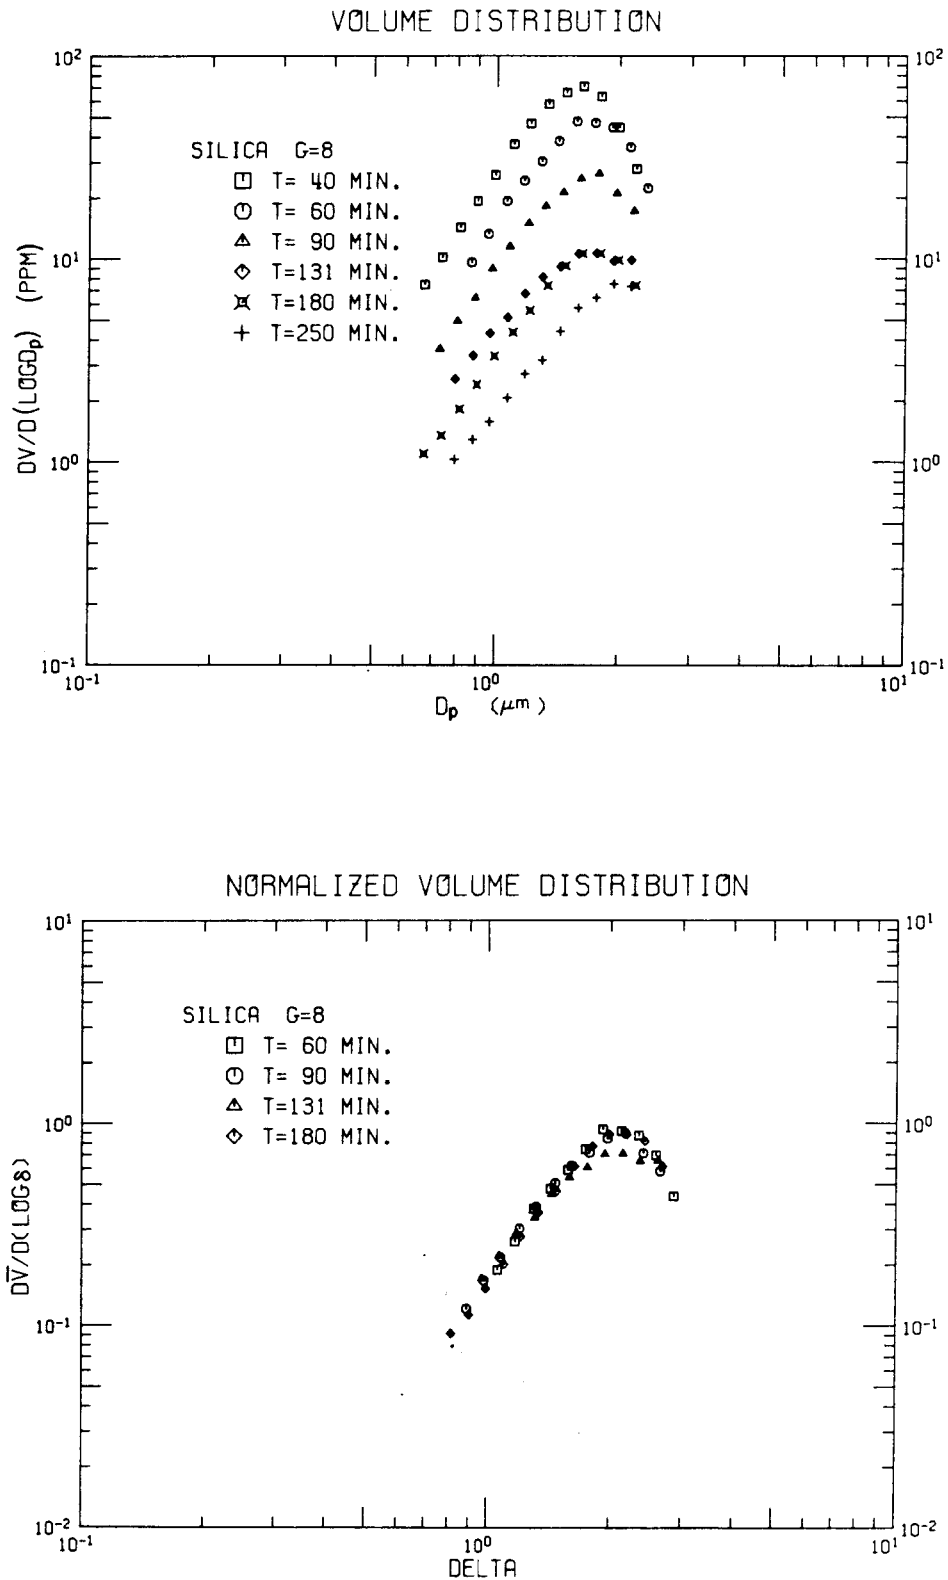 VOLUME DISTRIBUTION
10² 10²
SILICA G=8
T= 40 MIN.
T= 60 MIN.
T= 90 MIN.
T=131 MIN.
T=180 MIN.
T=250 MIN.
10¹ 10¹
DV/D(LOGDₚ) (PPM)
10⁰ 10⁰
10⁻¹ 10⁻¹
10⁻¹ 10⁰ 10¹
Dₚ (μm)
NORMALIZED VOLUME DISTRIBUTION
10¹ 10¹
SILICA G=8
T= 60 MIN.
T= 90 MIN.
T=131 MIN.
T=180 MIN.
10⁰ 10⁰
DV̅/D(LOGδ)
10⁻¹ 10⁻¹
10⁻² 10⁻²
10⁻¹ 10⁰ 10¹
DELTA